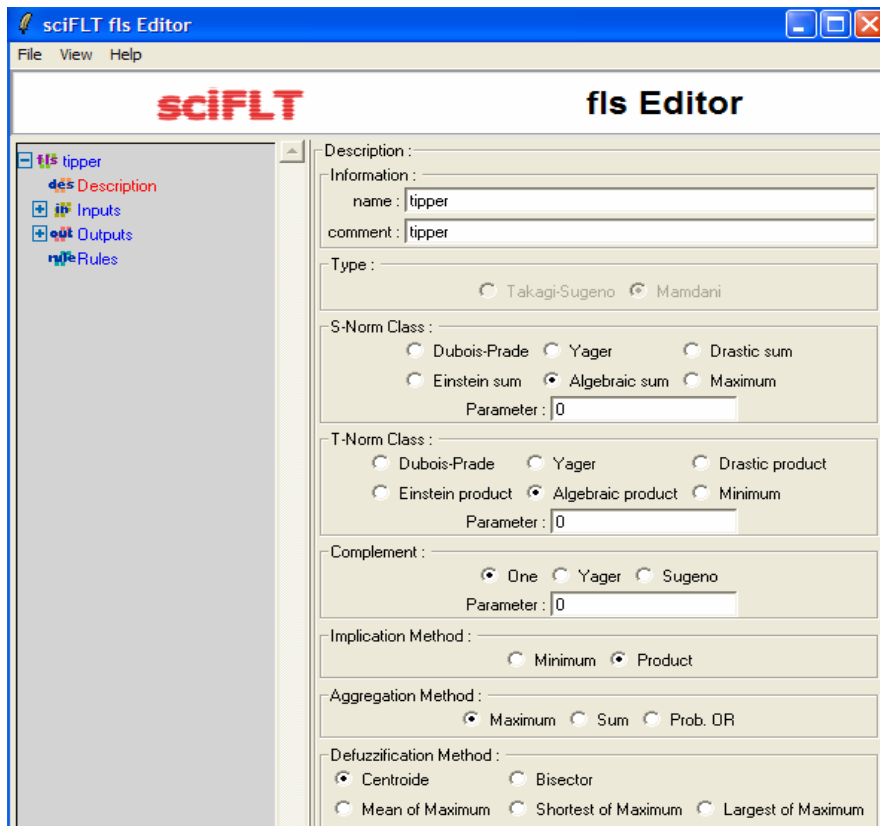 sciFLT fls Editor
File View Help
sciFLT fls Editor
fls tipper
des Description
in Inputs
out Outputs
rule Rules
Description :
Information :
name : tipper
comment : tipper
Type :
Takagi-Sugeno Mamdani
S-Norm Class :
Dubois-Prade Yager Drastic sum
Einstein sum Algebraic sum Maximum
Parameter : 0
T-Norm Class :
Dubois-Prade Yager Drastic product
Einstein product Algebraic product Minimum
Parameter : 0
Complement :
One Yager Sugeno
Parameter : 0
Implication Method :
Minimum Product
Aggregation Method :
Maximum Sum Prob. OR
Defuzzification Method :
Centroide Bisector
Mean of Maximum Shortest of Maximum Largest of Maximum